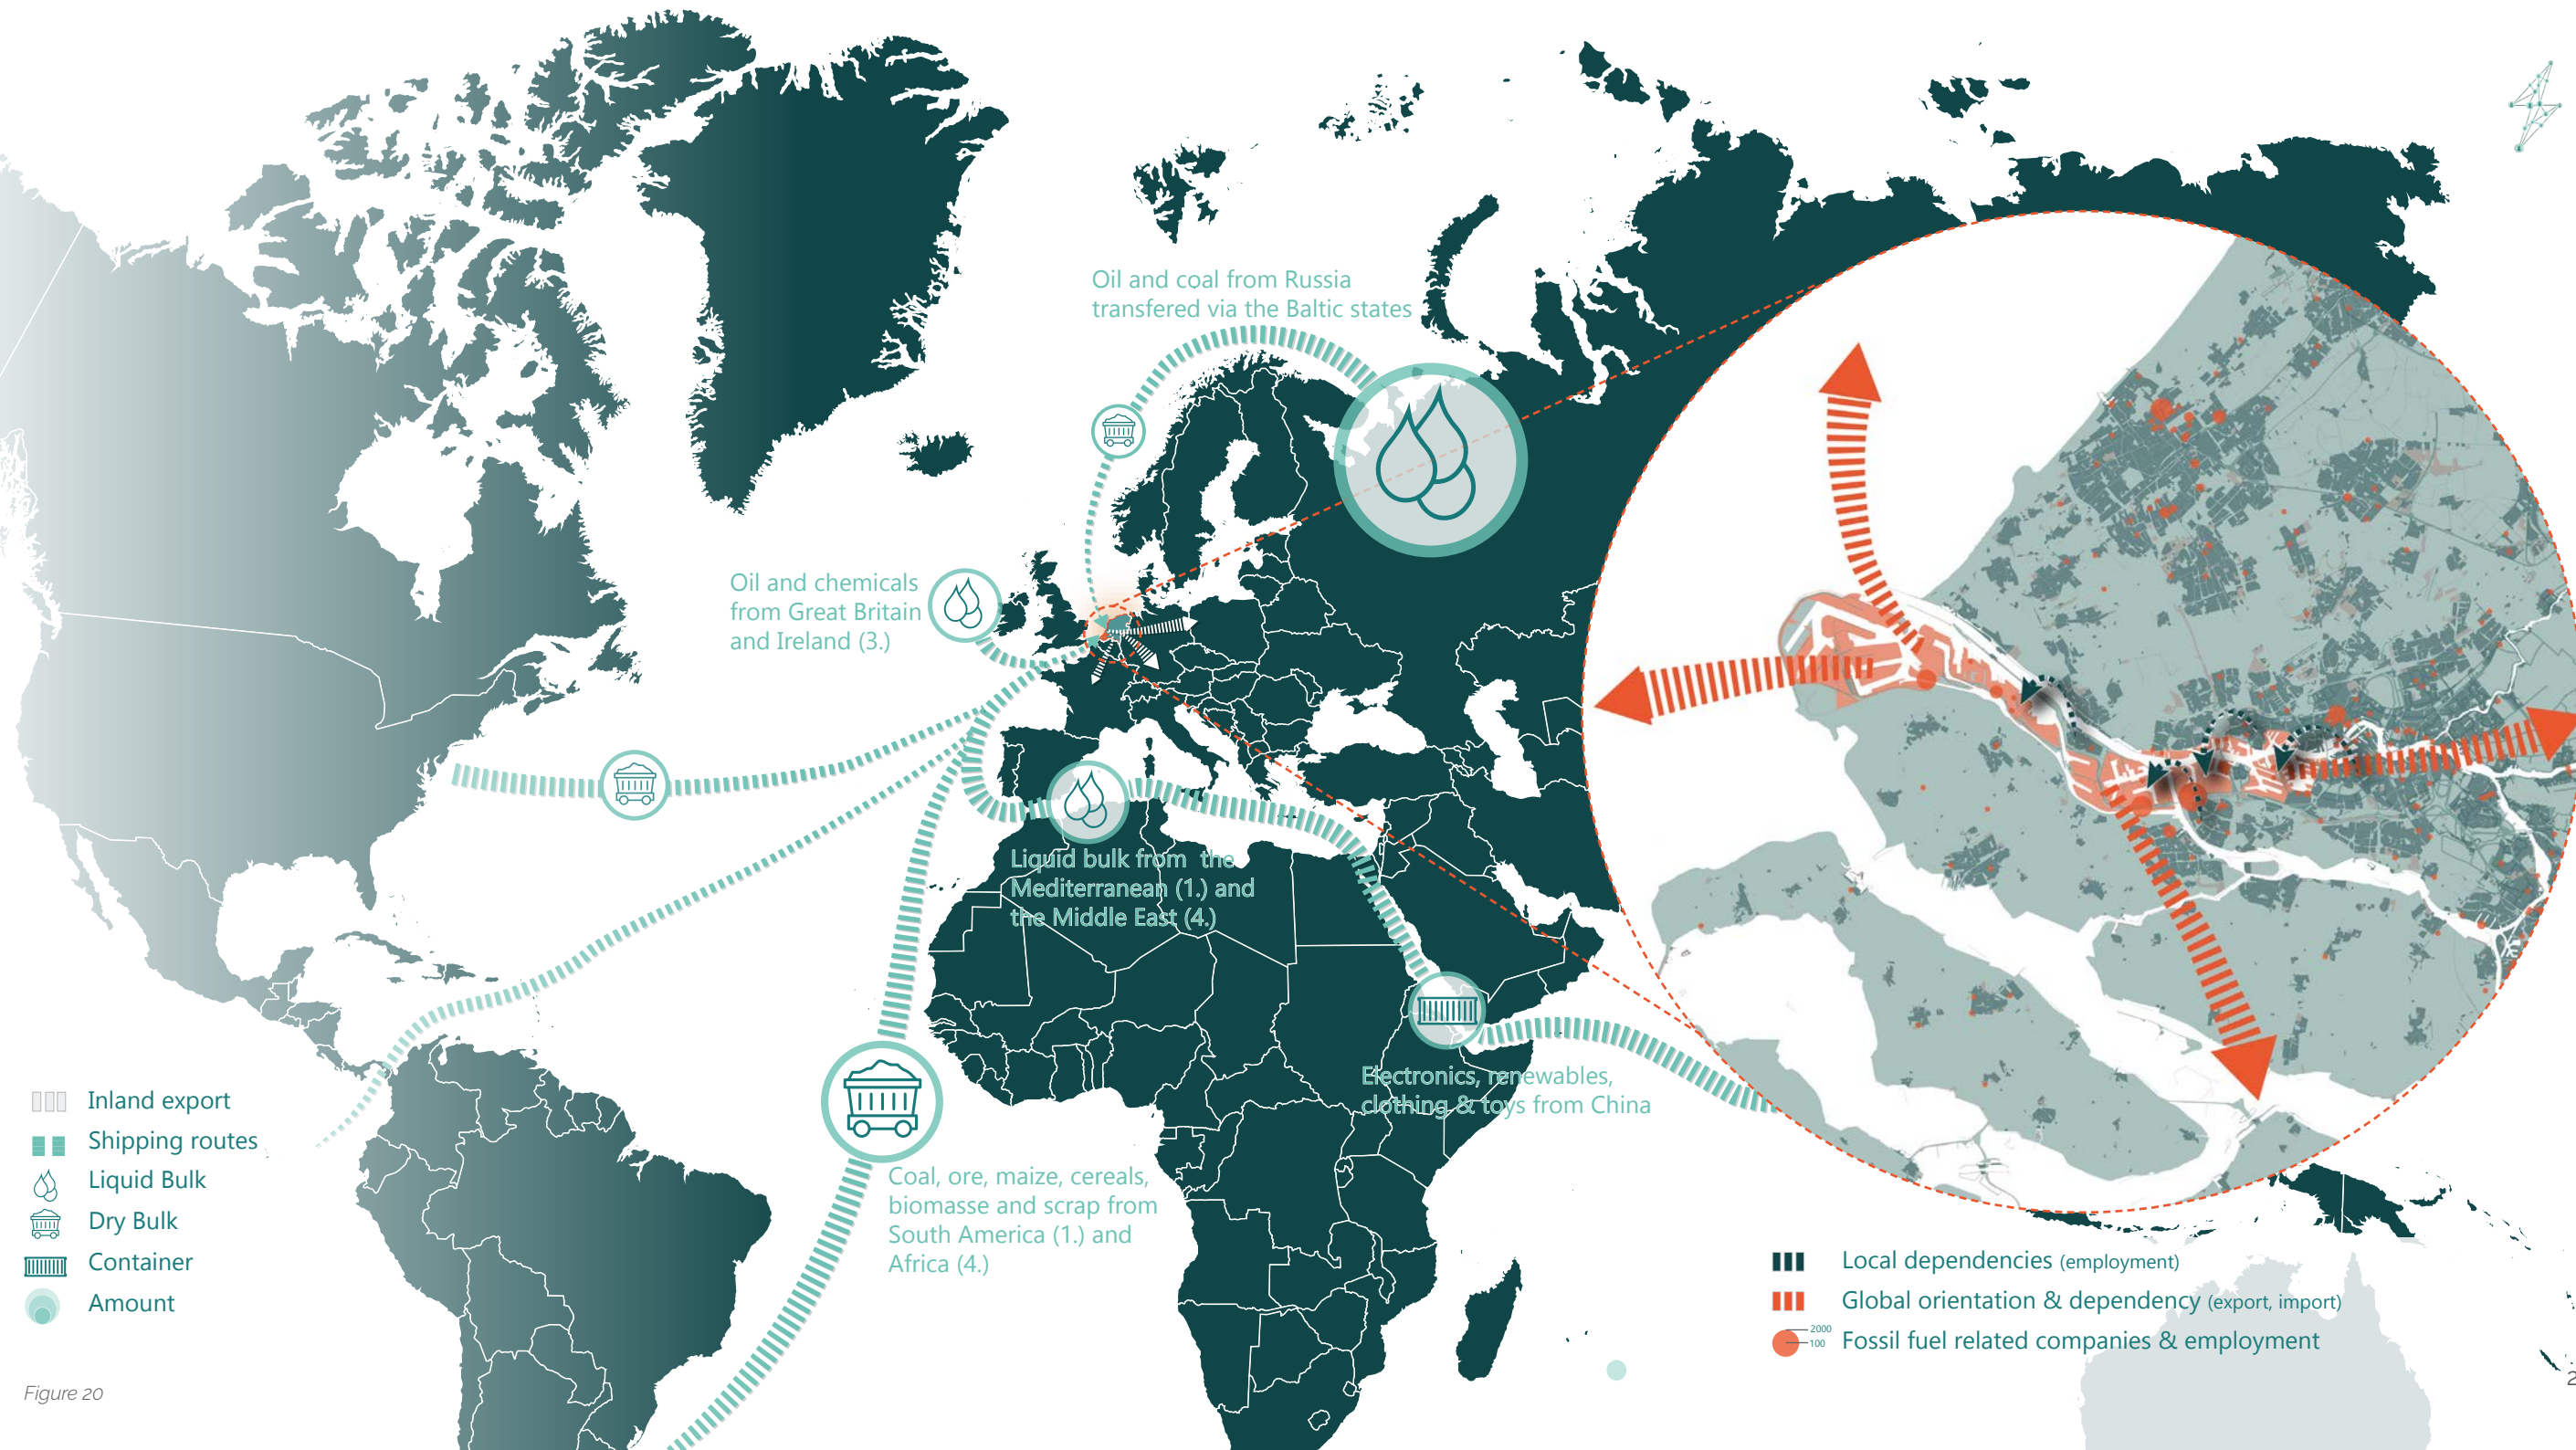 Oil and coal from Russia
transfered via the Baltic states
Oil and chemicals
from Great Britain
and Ireland (3.)
Liquid bulk from the
Mediterranean (1.) and
the Middle East (4.)
Electronics, renewables,
clothing & toys from China
Coal, ore, maize, cereals,
biomasse and scrap from
South America (1.) and
Africa (4.)
Inland export
Shipping routes
Liquid Bulk
Dry Bulk
Container
Amount
Local dependencies (employment)
Global orientation & dependency (export, import)
2000
100
Fossil fuel related companies & employment
Figure 20
2